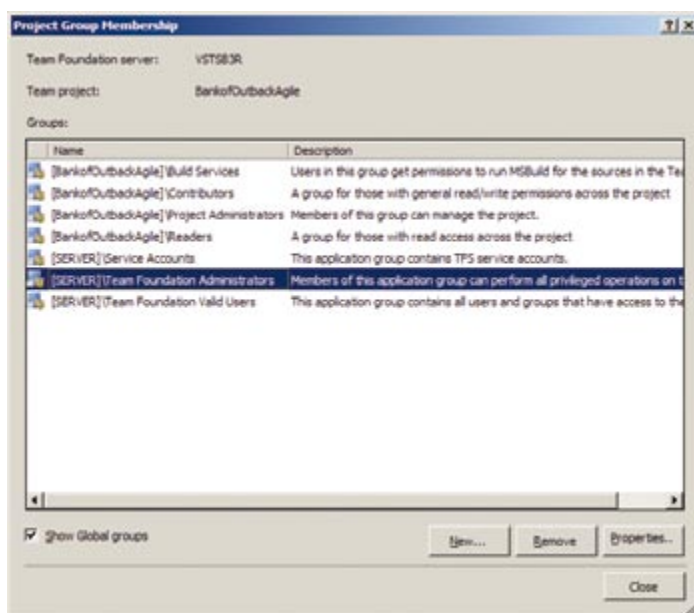 Project Group Membership
Team Foundation server: VSTSB3R
Team project: BankofOutbackAgile
Groups:
Name Description
[BankofOutbackAgile]\Build Services Users in this group get permissions to run MSBuild for the sources in the Tea
[BankofOutbackAgile]\Contributors A group for those with general read/write permissions across the project
[BankofOutbackAgile]\Project Administrators Members of this group can manage the project.
[BankofOutbackAgile]\Readers A group for those with read access across the project
[SERVER]\Service Accounts This application group contains TFS service accounts.
[SERVER]\Team Foundation Administrators Members of this application group can perform all privileged operations on t
[SERVER]\Team Foundation Valid Users This application group contains all users and groups that have access to the
Show Global groups
New... Remove Properties...
Close